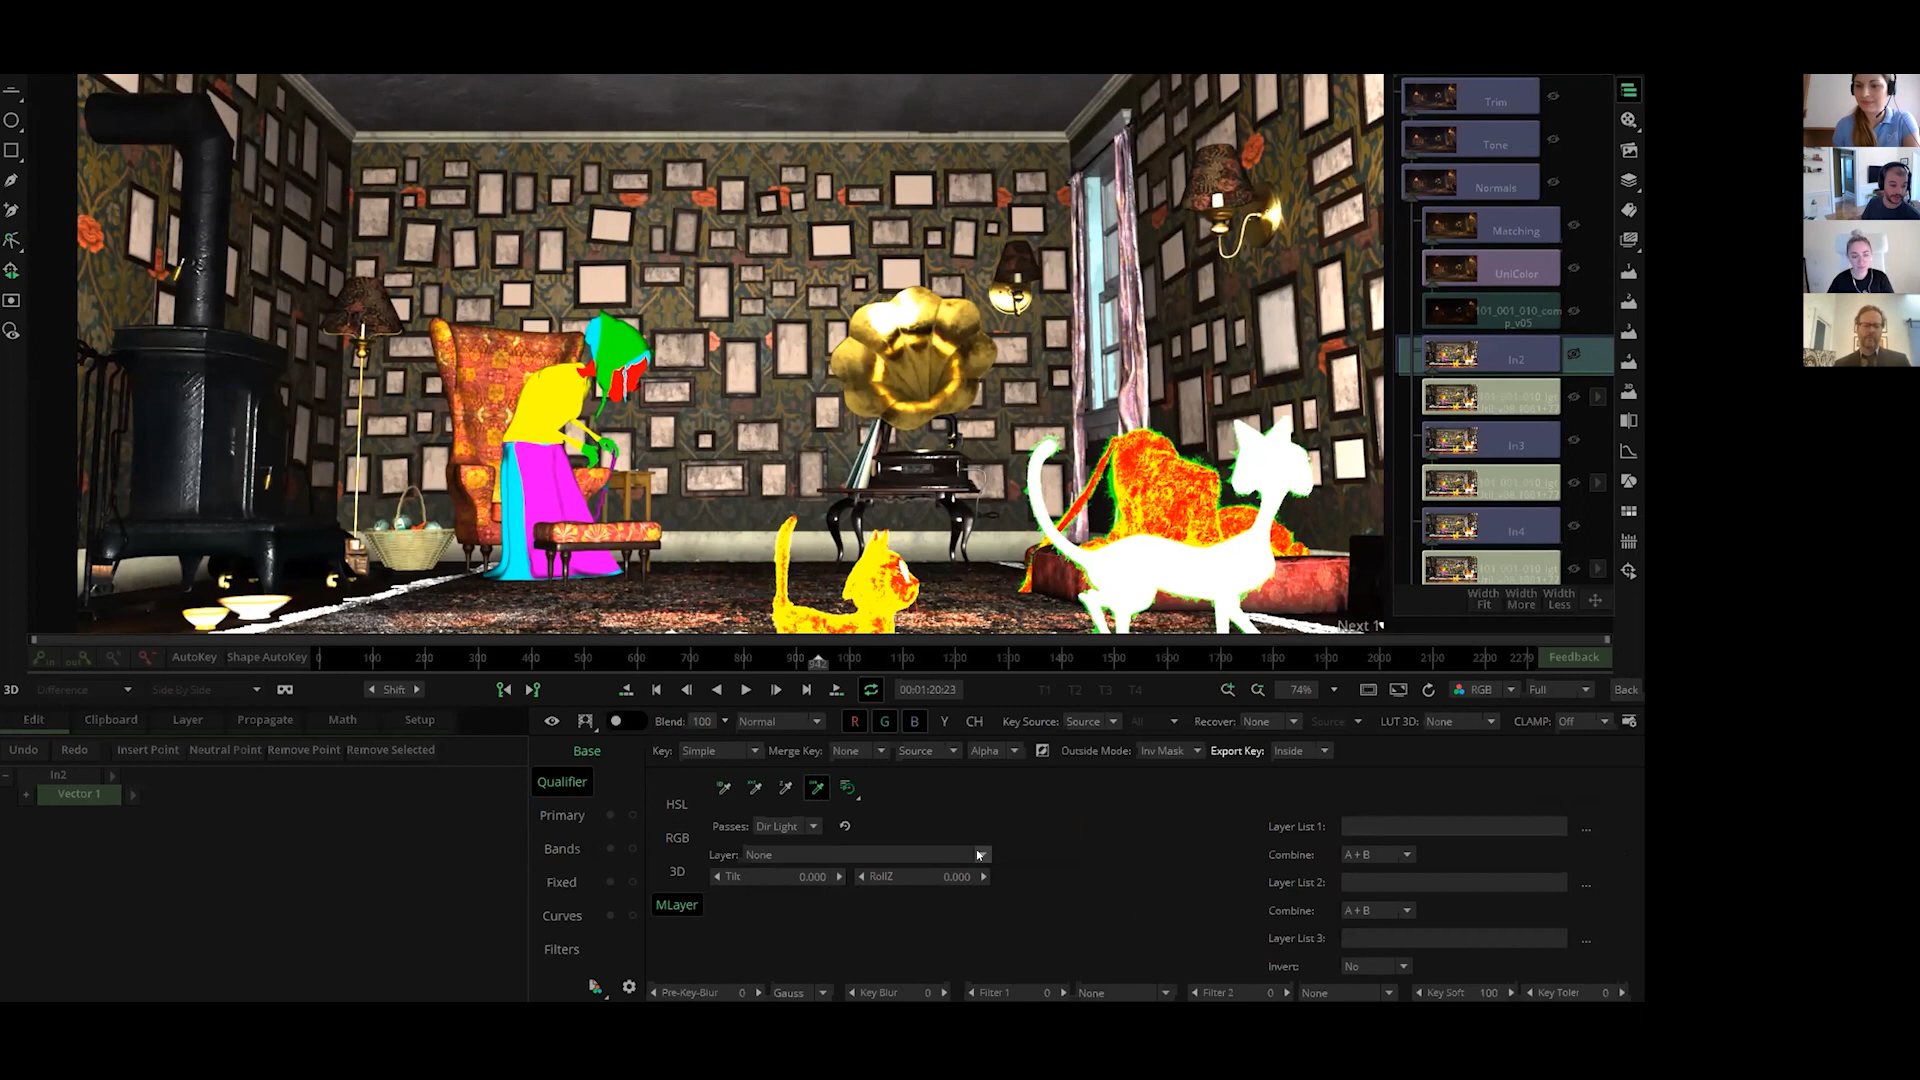 Trim
Tone
Normals
Matching
UniColor
101_001_010_com
p_v05
In2
In3
In4
Width Fit
Width More
Width Less
Next 1
AutoKey
Shape AutoKey
0 100 200 300 400 500 600 700 800 900 942 1000 1100 1200 1300 1400 1500 1600 1700 1800 1900 2000 2100 2200 2279
Feedback
3D Difference Side By Side Shift 00:01:20:23 T1 T2 T3 T4 74% RGB Full Back
Edit Clipboard Layer Propagate Math Setup
Blend: 100 Normal R G B Y CH Key Source: Source All Recover: None Source LUT 3D: None CLAMP: Off
Undo Redo Insert Point Neutral Point Remove Point Remove Selected
Base
Key: Simple Merge Key: None Source Alpha Outside Mode: Inv Mask Export Key: Inside
In2
Vector 1
Qualifier
Primary
Bands
Fixed
Curves
Filters
HSL
RGB
3D
MLayer
Passes: Dir Light
Layer: None
Tilt 0.000 RollZ 0.000
Layer List 1: ...
Combine: A + B
Layer List 2: ...
Combine: A + B
Layer List 3: ...
Invert: No
Pre-Key-Blur 0 Gauss Key Blur 0 Filter 1 0 None Filter 2 0 None Key Soft 100 Key Toler 0